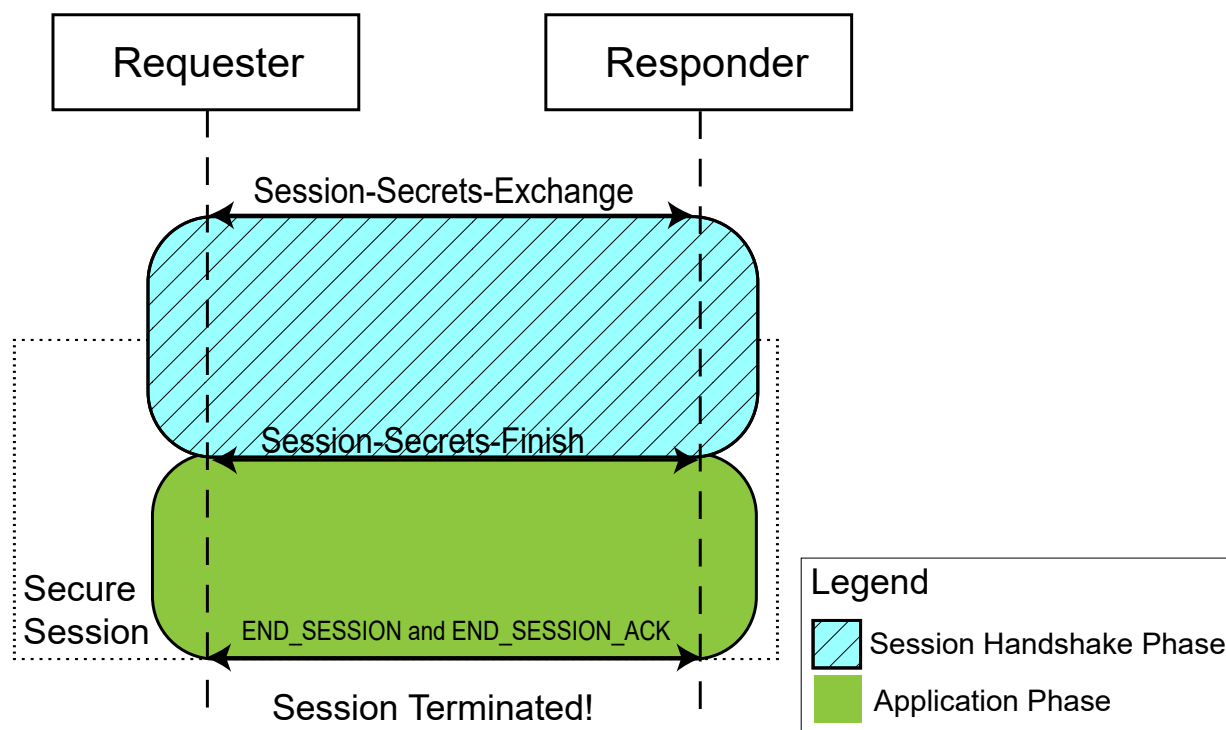 Requester
Responder
Session-Secrets-Exchange
Session-Secrets-Finish
Secure
Session
END_SESSION and END_SESSION_ACK
Session Terminated!
Legend
Session Handshake Phase
Application Phase